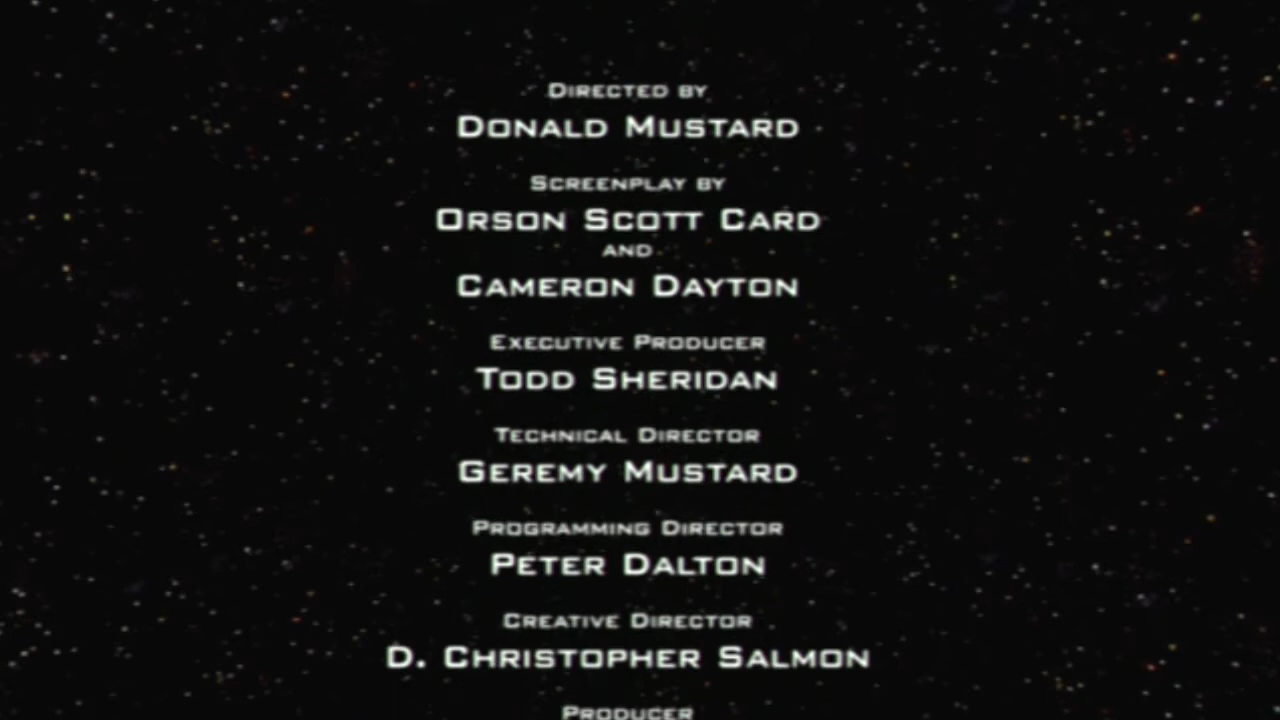 Directed by
Donald Mustard
Screenplay by
Orson Scott Card
and
Cameron Dayton
Executive Producer
Todd Sheridan
Technical Director
Geremy Mustard
Programming Director
Peter Dalton
Creative Director
D. Christopher Salmon
Producer